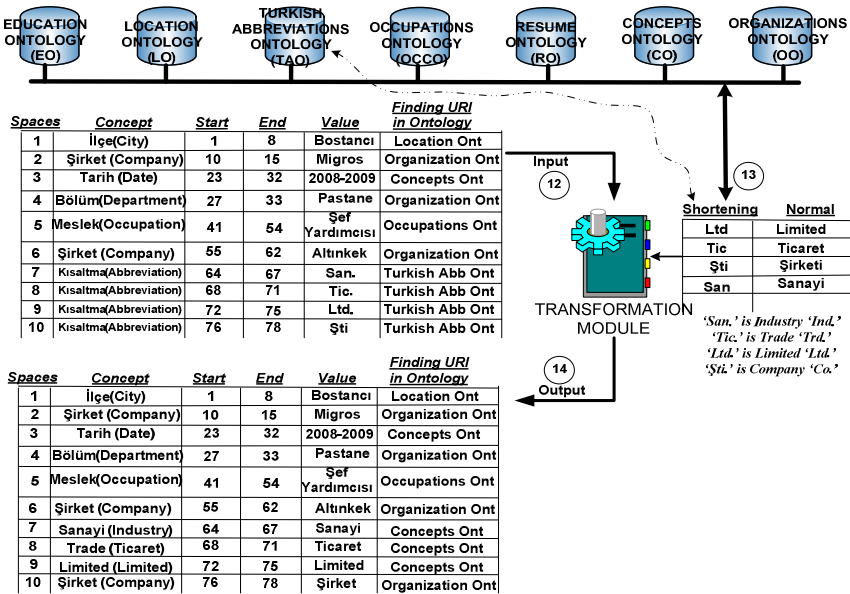 EDUCATION ONTOLOGY (EO)
LOCATION ONTOLOGY (LO)
TURKISH ABBREVIATIONS ONTOLOGY (TAO)
OCCUPATIONS ONTOLOGY (OCCO)
RESUME ONTOLOGY (RO)
CONCEPTS ONTOLOGY (CO)
ORGANIZATIONS ONTOLOGY (OO)
Spaces Concept Start End Value Finding URI in Ontology
1 İlçe(City) 1 8 Bostancı Location Ont
2 Şirket (Company) 10 15 Migros Organization Ont
3 Tarih (Date) 23 32 2008-2009 Concepts Ont
4 Bölüm(Department) 27 33 Pastane Organization Ont
5 Meslek(Occupation) 41 54 Şef Yardımcısı Occupations Ont
6 Şirket (Company) 55 62 Altınkek Organization Ont
7 Kısaltma(Abbreviation) 64 67 San. Turkish Abb Ont
8 Kısaltma(Abbreviation) 68 71 Tic. Turkish Abb Ont
9 Kısaltma(Abbreviation) 72 75 Ltd. Turkish Abb Ont
10 Kısaltma(Abbreviation) 76 78 Şti Turkish Abb Ont
Input
12
13
TRANSFORMATION
MODULE
Shortening Normal
Ltd Limited
Tic Ticaret
Şti Şirketi
San Sanayi
‘San.’ is Industry ‘Ind.’
‘Tic.’ is Trade ‘Trd.’
‘Ltd.’ is Limited ‘Ltd.’
‘Şti.’ is Company ‘Co.’
14
Output
Spaces Concept Start End Value Finding URI in Ontology
1 İlçe(City) 1 8 Bostancı Location Ont
2 Şirket (Company) 10 15 Migros Organization Ont
3 Tarih (Date) 23 32 2008-2009 Concepts Ont
4 Bölüm(Department) 27 33 Pastane Organization Ont
5 Meslek(Occupation) 41 54 Şef Yardımcısı Occupations Ont
6 Şirket (Company) 55 62 Altınkek Organization Ont
7 Sanayi (Industry) 64 67 Sanayi Concepts Ont
8 Trade (Ticaret) 68 71 Ticaret Concepts Ont
9 Limited (Limited) 72 75 Limited Concepts Ont
10 Şirket (Company) 76 78 Şirket Organization Ont